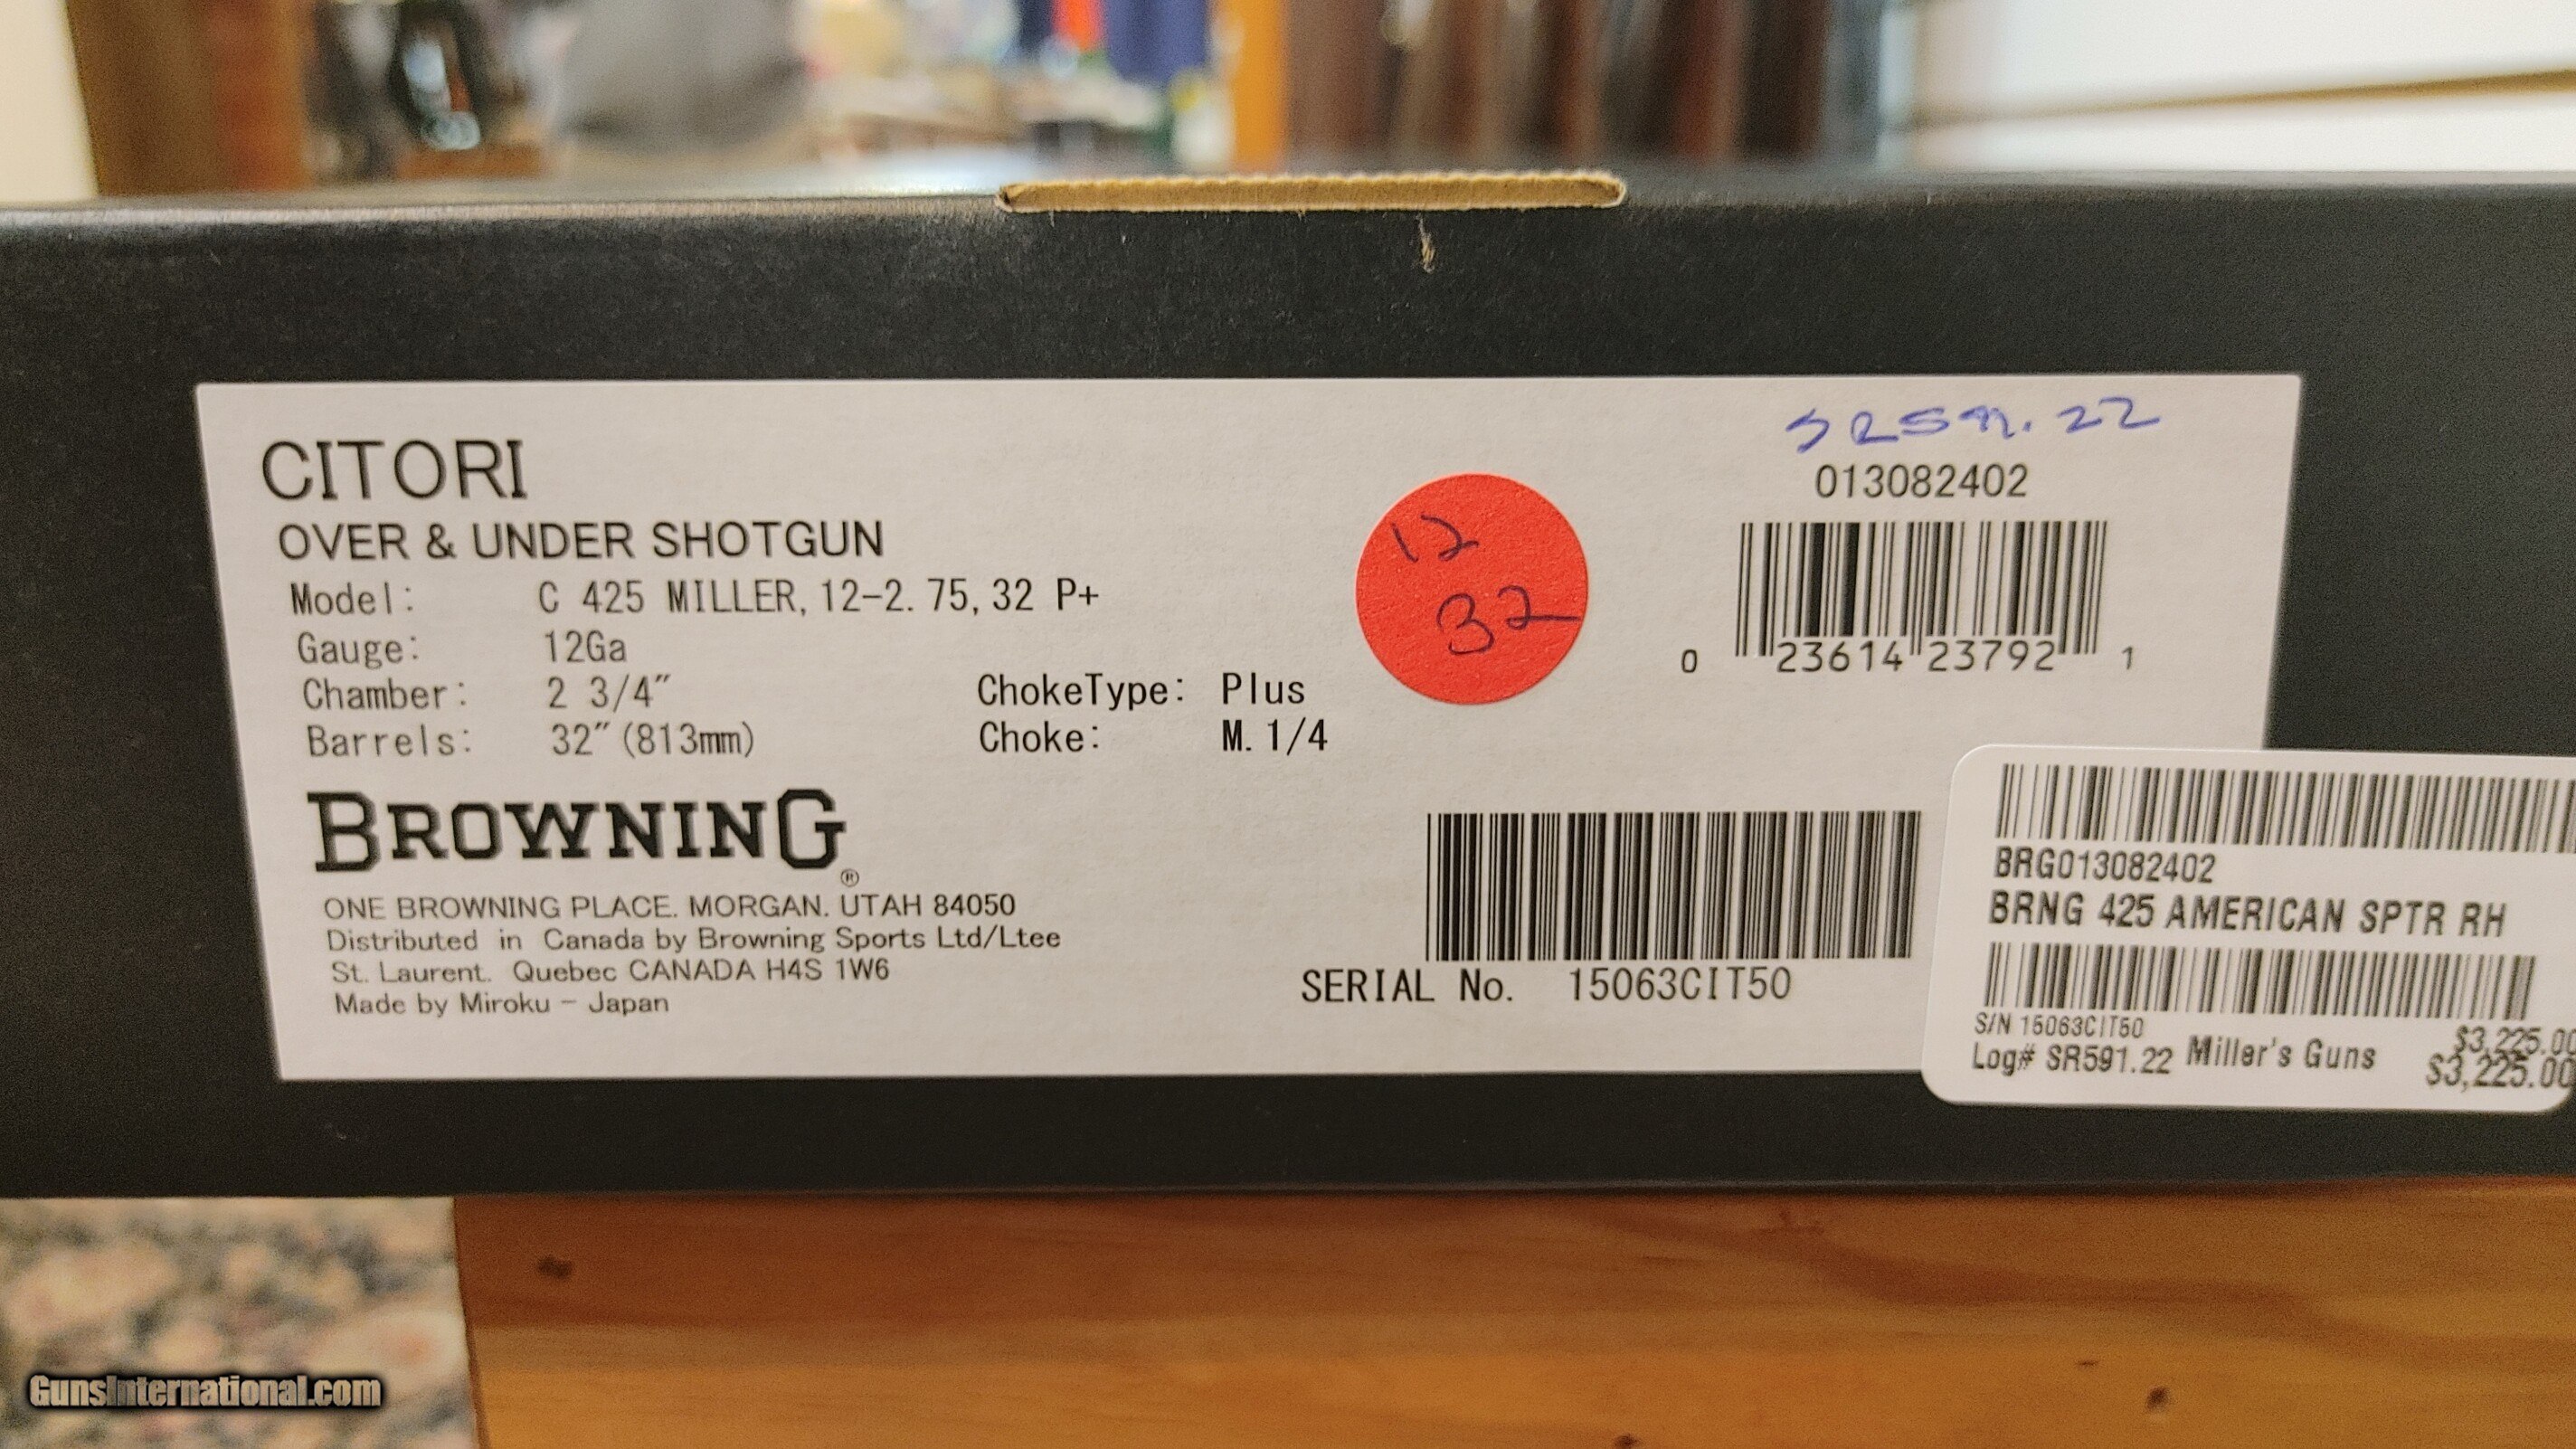 CITORI
OVER & UNDER SHOTGUN
Model: C 425 MILLER, 12-2.75, 32 P+
Gauge: 12Ga
Chamber: 2 3/4" ChokeType: Plus
Barrels: 32"(813mm) Choke: M.1/4
BROWNING®
ONE BROWNING PLACE. MORGAN. UTAH 84050
Distributed in Canada by Browning Sports Ltd/Ltee
St. Laurent. Quebec CANADA H4S 1W6
Made by Miroku - Japan
12
32
SR591.22
013082402
0 23614 23792 1
SERIAL No. 15063CIT50
BRG013082402
BRNG 425 AMERICAN SPTR RH
S/N 15063CIT50
$3,225.00
Log# SR591.22 Miller's Guns $3,225.00
GunsInternational.com